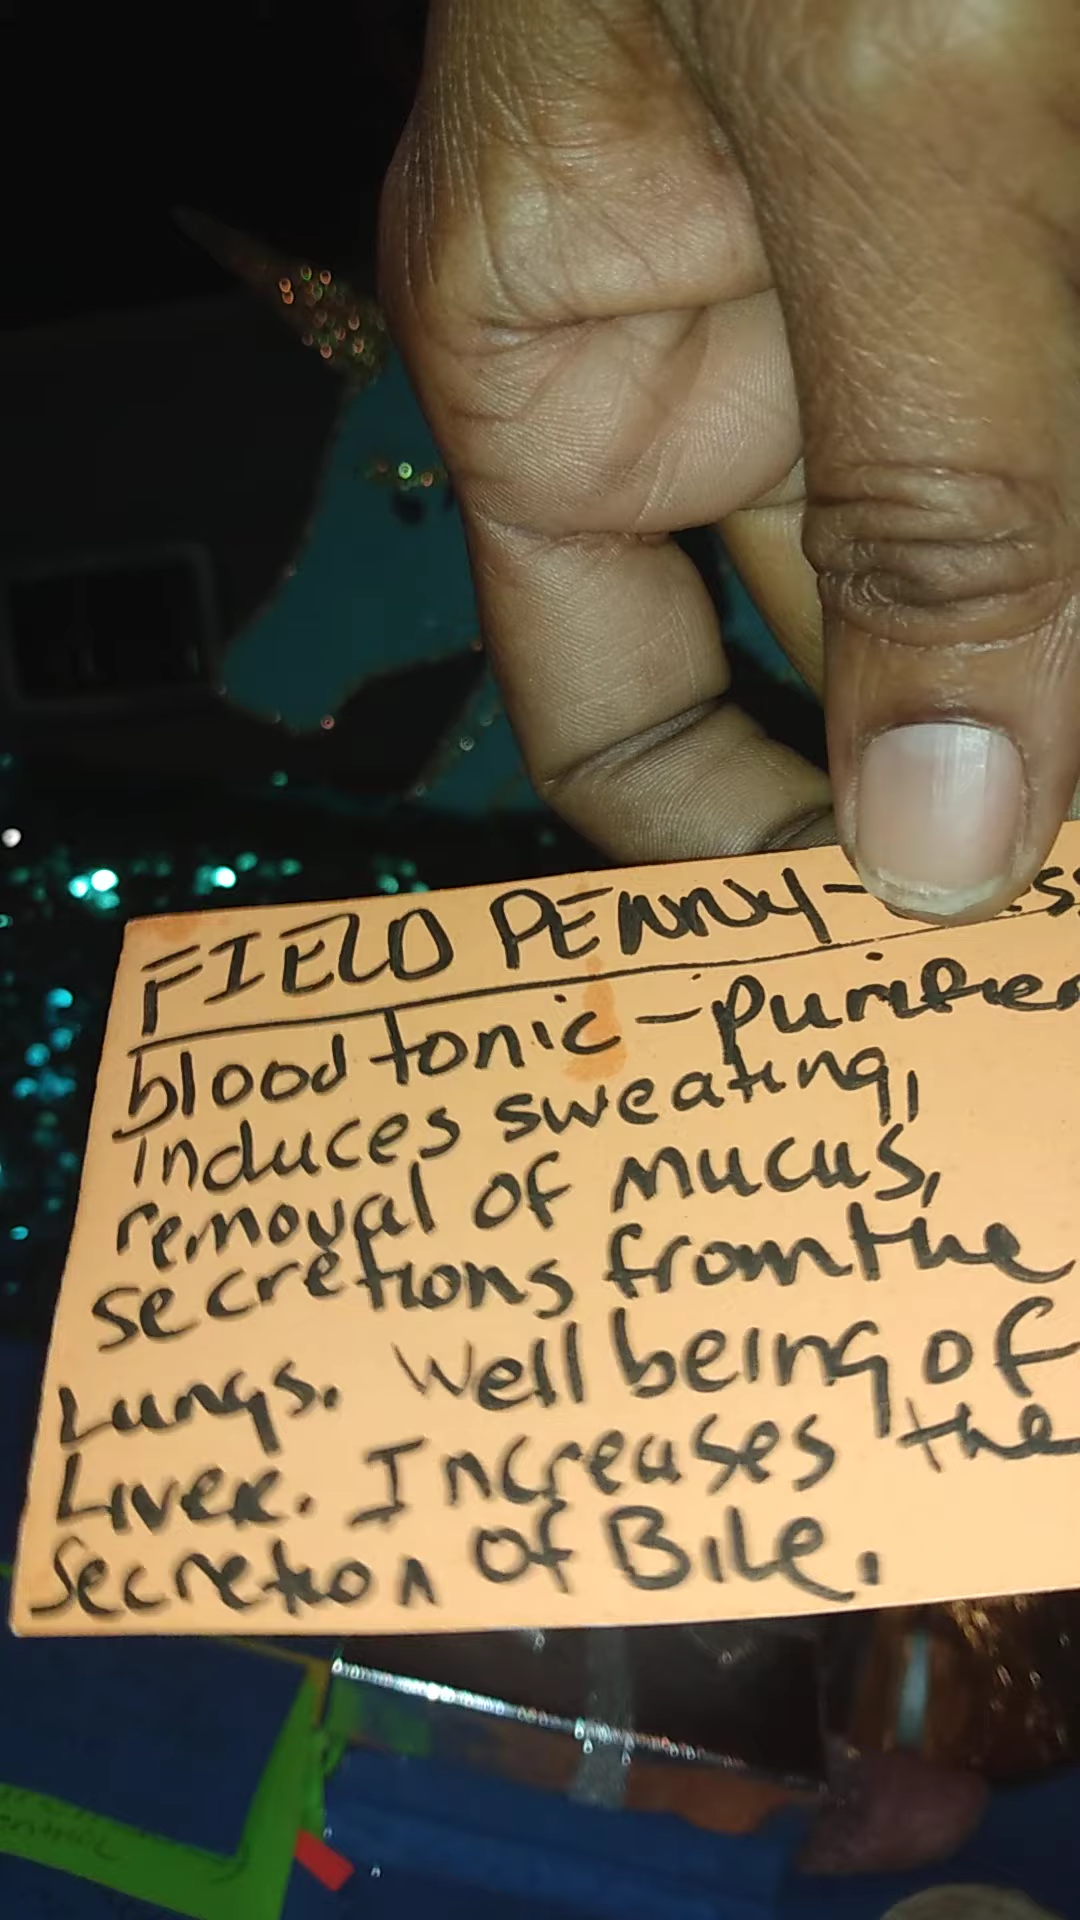 FIELD PENNY-
blood tonic - Purifier
Induces sweating,
removal of MUCUS,
secretions from the
Lungs. Well being of
Liver. Increases the
Secretion of Bile.